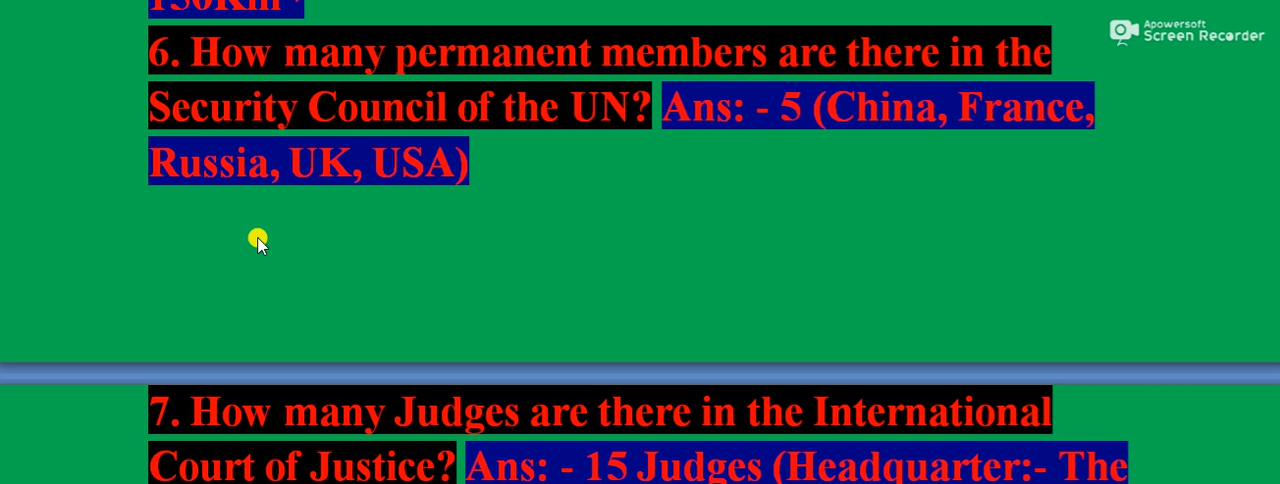 Apowersoft
Screen Recorder
6. How many permanent members are there in the
Security Council of the UN? Ans: - 5 (China, France,
Russia, UK, USA)
7. How many Judges are there in the International
Court of Justice? Ans: - 15 Judges (Headquarter:- The